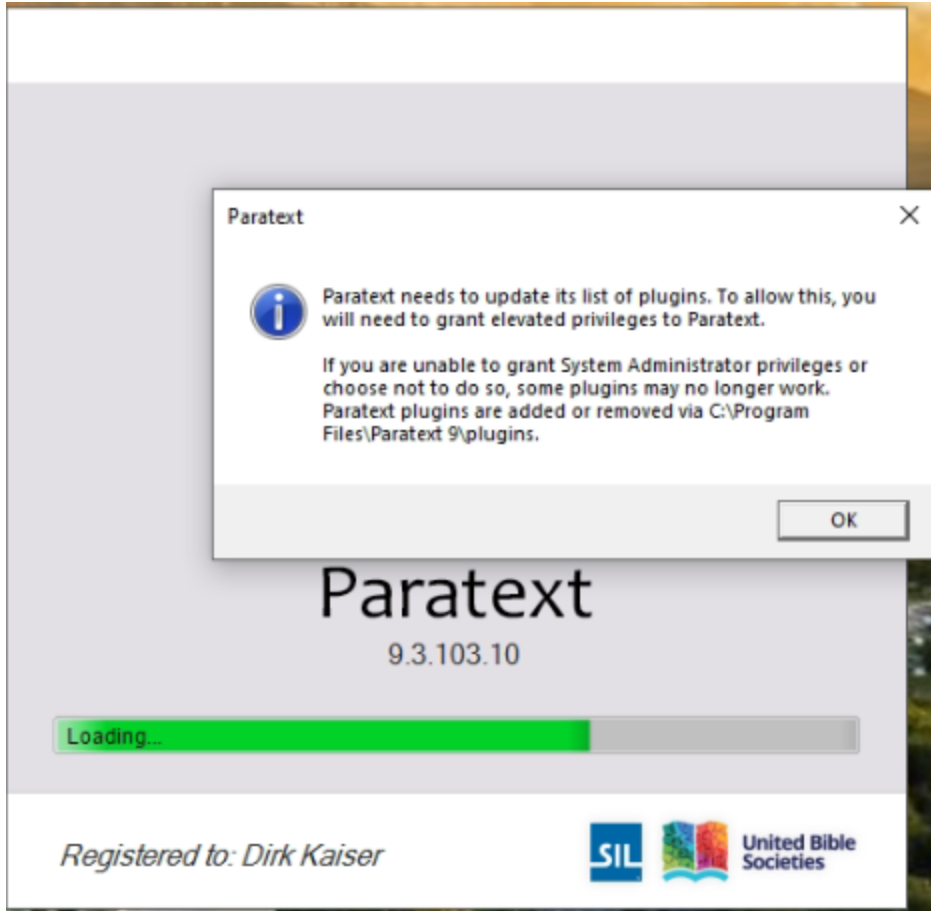 Paratext
Paratext needs to update its list of plugins. To allow this, you
will need to grant elevated privileges to Paratext.
If you are unable to grant System Administrator privileges or
choose not to do so, some plugins may no longer work.
Paratext plugins are added or removed via C:\Program
Files\Paratext 9\plugins.
OK
Paratext
9.3.103.10
Loading...
Registered to: Dirk Kaiser
SIL
United Bible
Societies